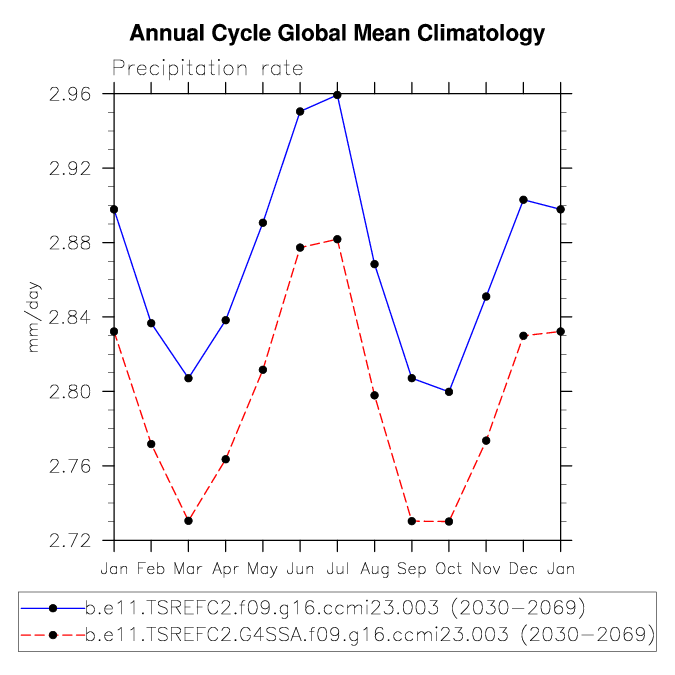 Annual Cycle Global Mean Climatology
Precipitation rate
2.96
2.92
2.88
2.84
2.80
2.76
2.72
mm/day
Jan Feb Mar Apr May Jun Jul Aug Sep Oct Nov Dec Jan
b.e11.TSREFC2.f09.g16.ccmi23.003 (2030-2069)
b.e11.TSREFC2.G4SSA.f09.g16.ccmi23.003 (2030-2069)